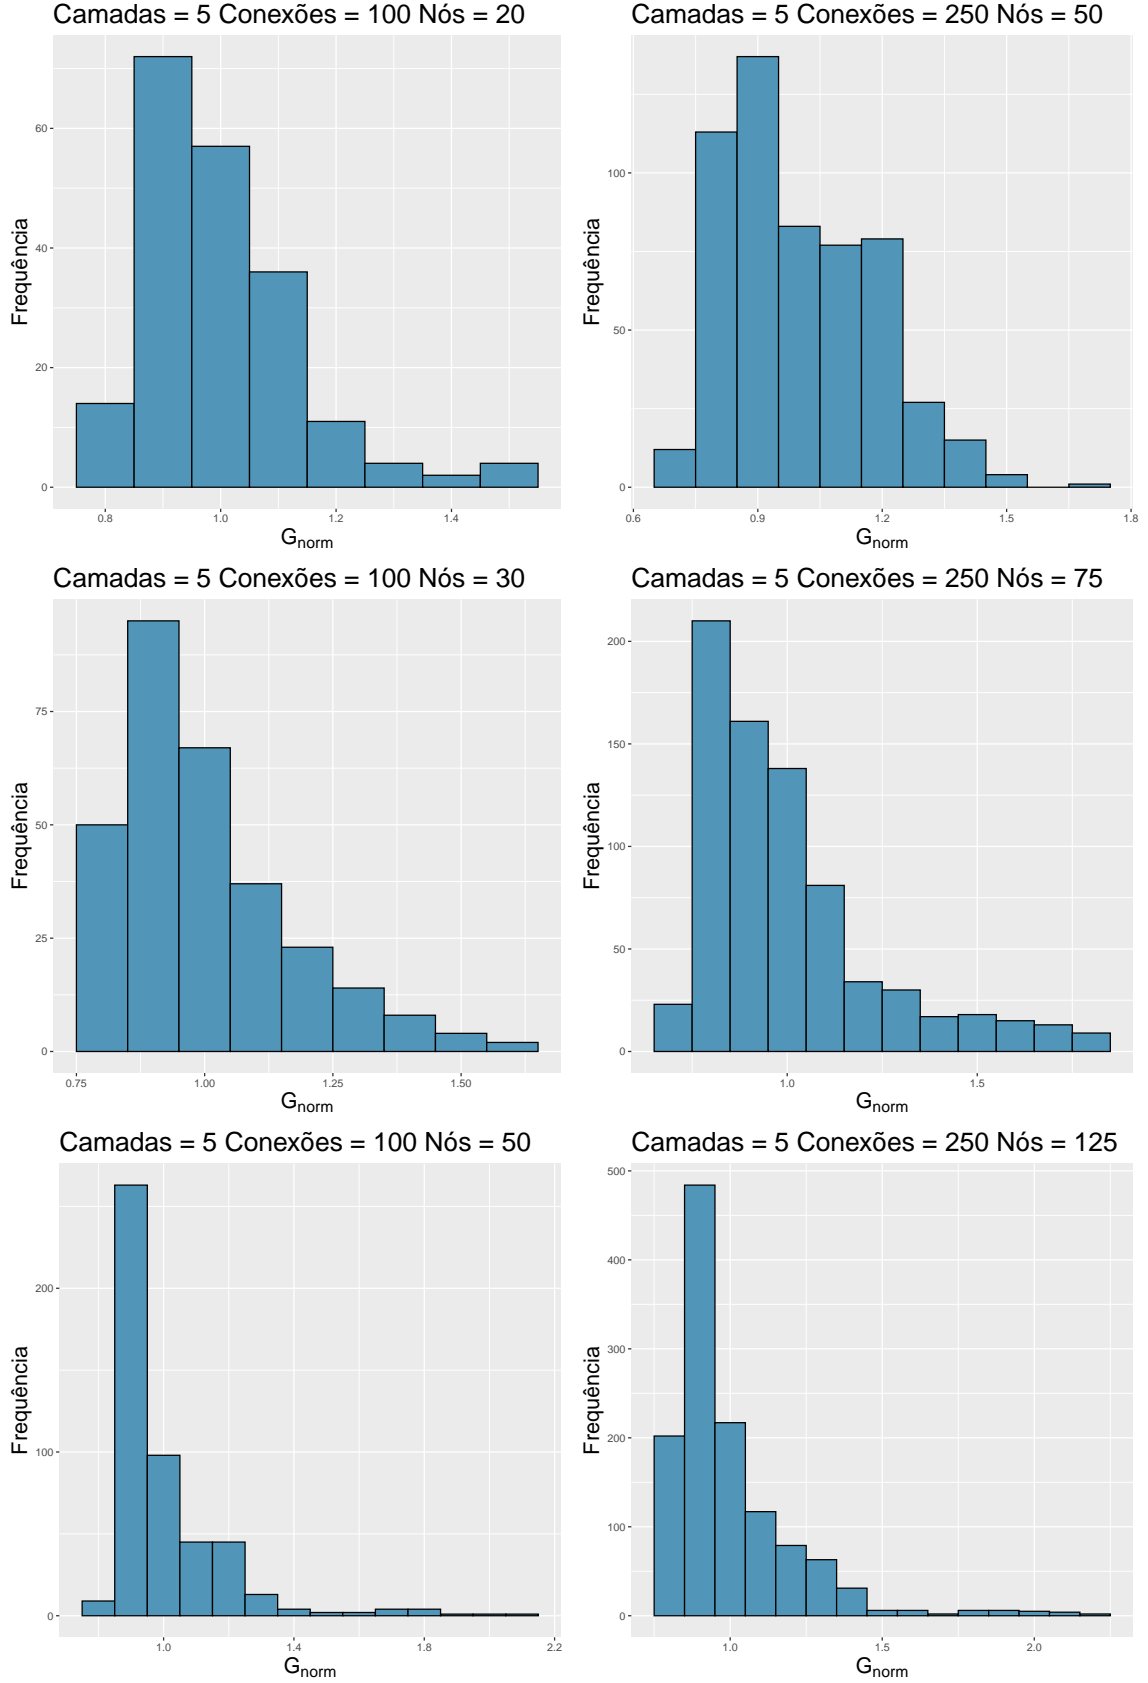 Camadas = 5 Conexões = 100 Nós = 20
Frequência
60
40
20
0
0.8 1.0 1.2 1.4
Gnorm
Camadas = 5 Conexões = 250 Nós = 50
Frequência
100
50
0
0.6 0.9 1.2 1.5 1.8
Gnorm
Camadas = 5 Conexões = 100 Nós = 30
Frequência
75
50
25
0
0.75 1.00 1.25 1.50
Gnorm
Camadas = 5 Conexões = 250 Nós = 75
Frequência
200
150
100
50
0
1.0 1.5
Gnorm
Camadas = 5 Conexões = 100 Nós = 50
Frequência
200
100
0
1.0 1.4 1.8 2.2
Gnorm
Camadas = 5 Conexões = 250 Nós = 125
Frequência
500
400
300
200
100
0
1.0 1.5 2.0
Gnorm